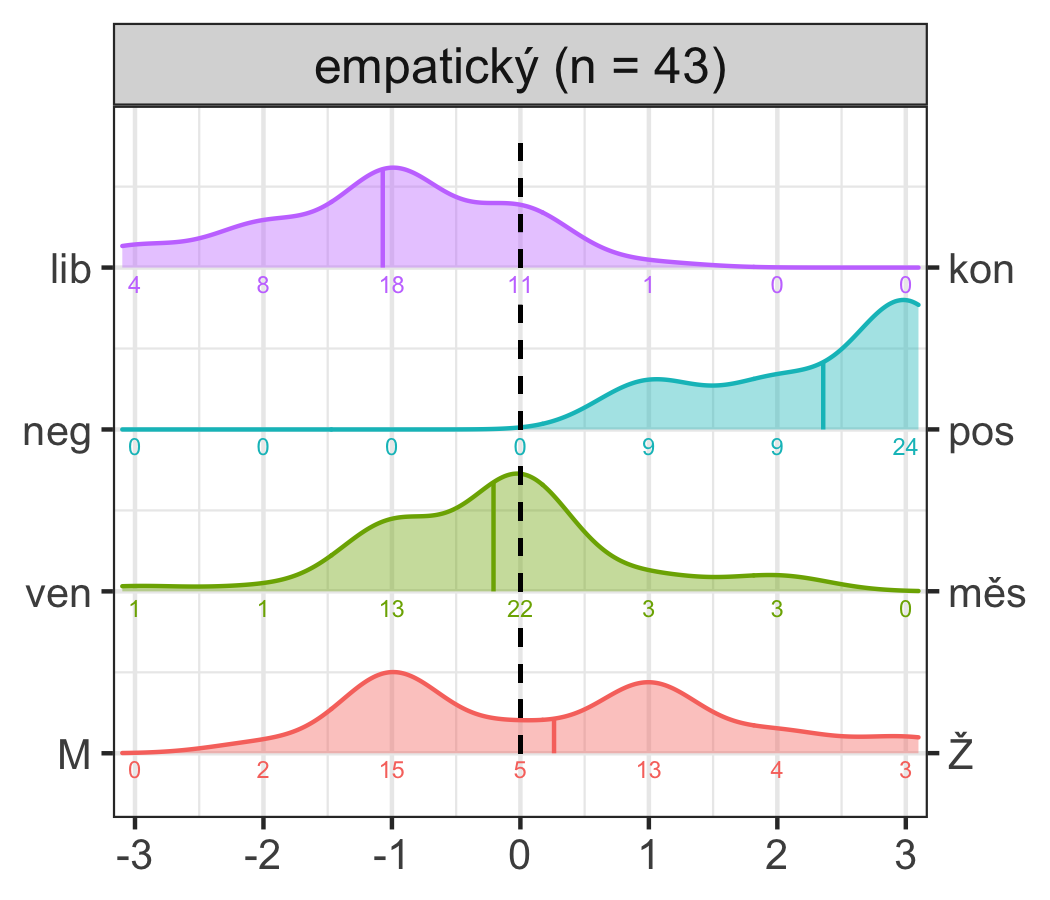 empatický (n = 43)
lib kon
4 8 18 11 1 0 0
neg pos
0 0 0 0 9 9 24
ven měs
1 1 13 22 3 3 0
M Ž
0 2 15 5 13 4 3
-3 -2 -1 0 1 2 3